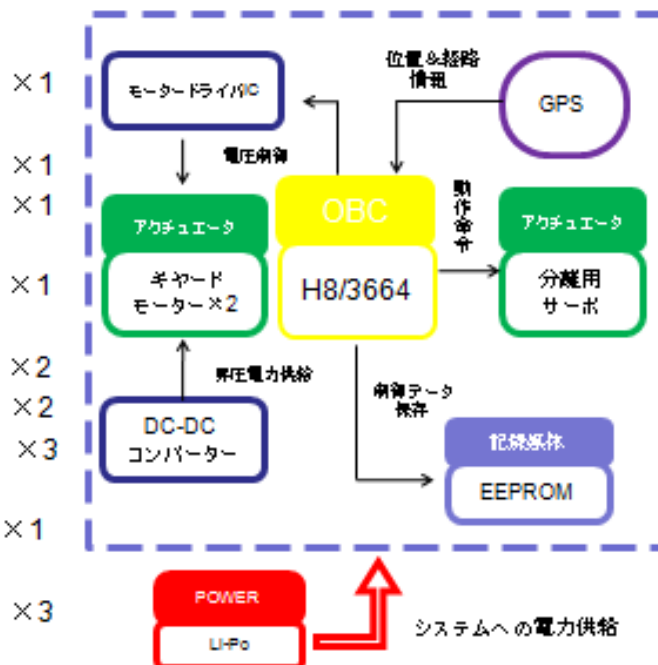 ×1
×1
×1
×1
×2
×2
×3
×1
×3
モータードライバIC
位置&経路
情報
GPS
電圧制御
OBC
H8/3664
動作命令
アクチュエータ
ギヤード
モーター×2
アクチュエータ
分離用
サーボ
昇圧電力供給
制御データ
保存
DC-DC
コンバーター
記録媒体
EEPROM
POWER
Li-Po
システムへの電力供給